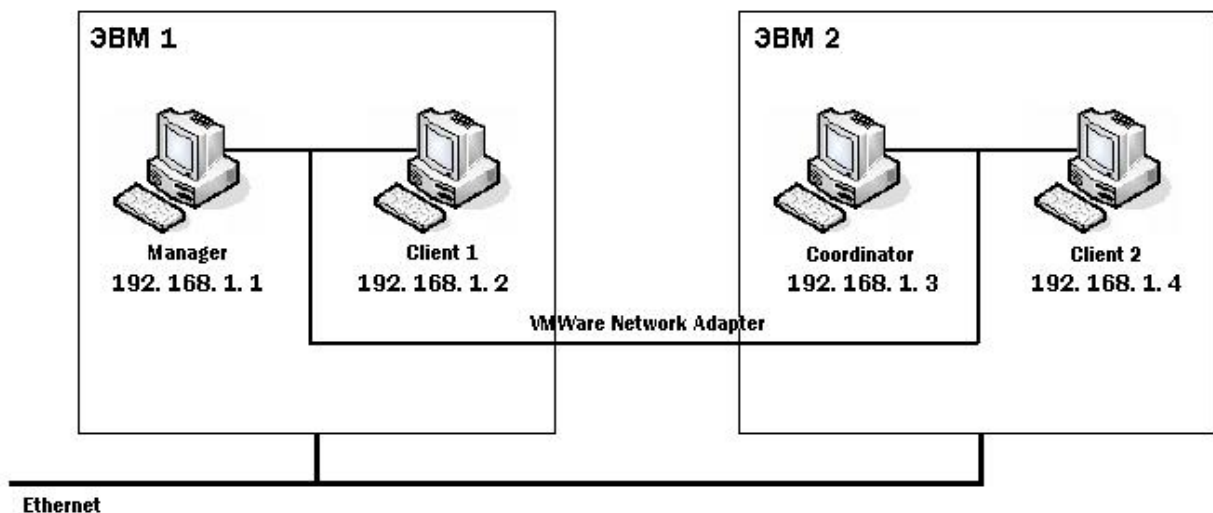 ЭВМ 1
ЭВМ 2
Manager
Client 1
Coordinator
Client 2
192. 168. 1. 1
192. 168. 1. 2
192. 168. 1. 3
192. 168. 1. 4
VMWare Network Adapter
Ethernet